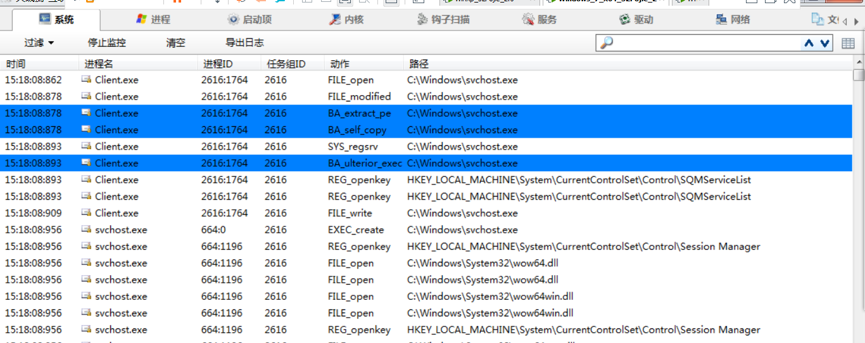 系统 进程 启动项 内核 钩子扫描 服务 驱动 网络
过滤 停止监控 清空 导出日志
时间 进程名 进程ID 任务组ID 动作 路径
15:18:08:862 Client.exe 2616:1764 2616 FILE_open C:\Windows\svchost.exe
15:18:08:878 Client.exe 2616:1764 2616 FILE_modified C:\Windows\svchost.exe
15:18:08:878 Client.exe 2616:1764 2616 BA_extract_pe C:\Windows\svchost.exe
15:18:08:878 Client.exe 2616:1764 2616 BA_self_copy C:\Windows\svchost.exe
15:18:08:893 Client.exe 2616:1764 2616 SYS_regsrv C:\Windows\svchost.exe
15:18:08:893 Client.exe 2616:1764 2616 BA_ulterior_exec C:\Windows\svchost.exe
15:18:08:893 Client.exe 2616:1764 2616 REG_openkey HKEY_LOCAL_MACHINE\System\CurrentControlSet\Control\SQMServiceList
15:18:08:893 Client.exe 2616:1764 2616 REG_openkey HKEY_LOCAL_MACHINE\System\CurrentControlSet\Control\SQMServiceList
15:18:08:909 Client.exe 2616:1764 2616 FILE_write C:\Windows\svchost.exe
15:18:08:956 svchost.exe 664:0 2616 EXEC_create C:\Windows\svchost.exe
15:18:08:956 svchost.exe 664:1196 2616 REG_openkey HKEY_LOCAL_MACHINE\System\CurrentControlSet\Control\Session Manager
15:18:08:956 svchost.exe 664:1196 2616 FILE_open C:\Windows\System32\wow64.dll
15:18:08:956 svchost.exe 664:1196 2616 FILE_open C:\Windows\System32\wow64.dll
15:18:08:956 svchost.exe 664:1196 2616 FILE_open C:\Windows\System32\wow64win.dll
15:18:08:956 svchost.exe 664:1196 2616 FILE_open C:\Windows\System32\wow64win.dll
15:18:08:956 svchost.exe 664:1196 2616 REG_openkey HKEY_LOCAL_MACHINE\System\CurrentControlSet\Control\Session Manager